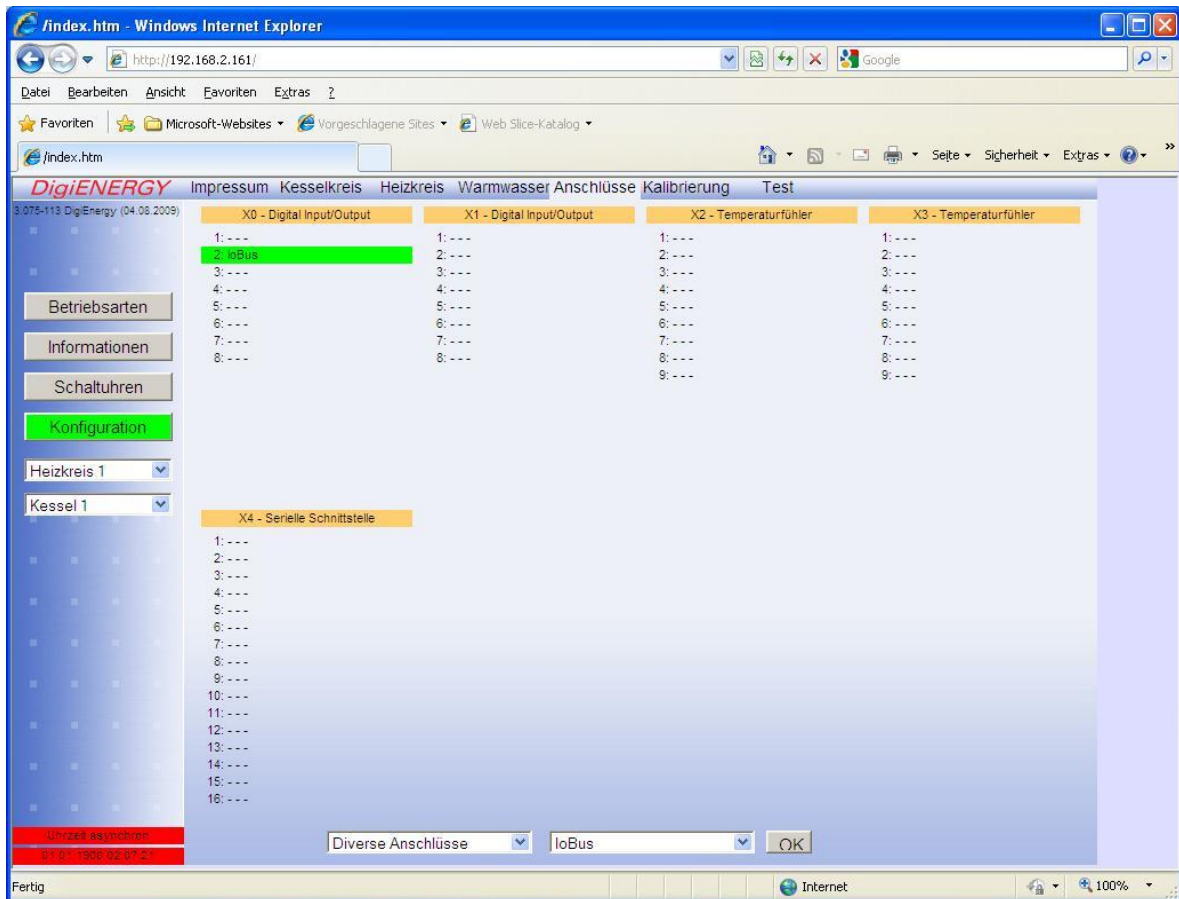 /index.htm - Windows Internet Explorer
http://192.168.2.161/
Google
Datei Bearbeiten Ansicht Favoriten Extras ?
Favoriten Microsoft-Websites Vorgeschlagene Sites Web Slice-Katalog
/index.htm
Seite Sicherheit Extras »
DigiENERGY Impressum Kesselkreis Heizkreis Warmwasser Anschlüsse Kalibrierung Test
3.075-113 DigiEnergy (04.08.2009)
X0 - Digital Input/Output
1: - - -
2: IoBus
3: - - -
4: - - -
5: - - -
6: - - -
7: - - -
8: - - -
X1 - Digital Input/Output
1: - - -
2: - - -
3: - - -
4: - - -
5: - - -
6: - - -
7: - - -
8: - - -
X2 - Temperaturfühler
1: - - -
2: - - -
3: - - -
4: - - -
5: - - -
6: - - -
7: - - -
8: - - -
9: - - -
X3 - Temperaturfühler
1: - - -
2: - - -
3: - - -
4: - - -
5: - - -
6: - - -
7: - - -
8: - - -
9: - - -
Betriebsarten
Informationen
Schaltuhren
Konfiguration
Heizkreis 1
Kessel 1
X4 - Serielle Schnittstelle
1: - - -
2: - - -
3: - - -
4: - - -
5: - - -
6: - - -
7: - - -
8: - - -
9: - - -
10: - - -
11: - - -
12: - - -
13: - - -
14: - - -
15: - - -
16: - - -
Uhrzeit asynchron
01.01.1900 02:07:21
Diverse Anschlüsse IoBus OK
Fertig Internet 100%